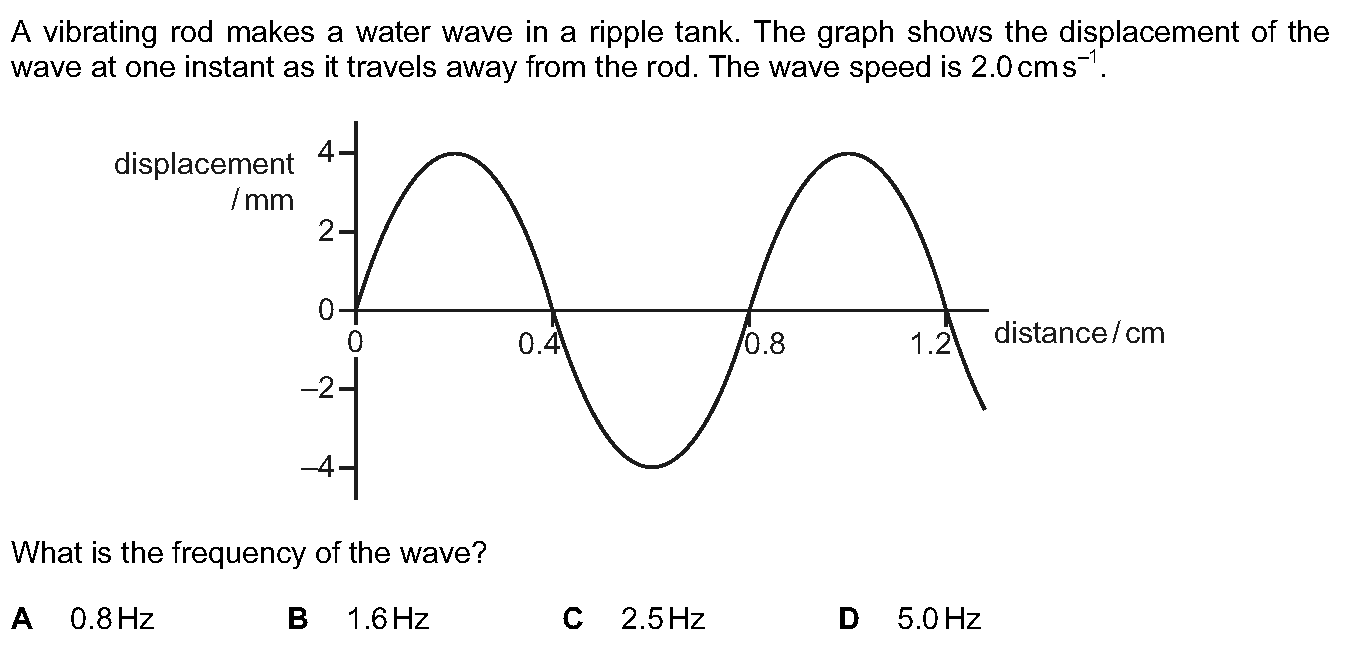 A vibrating rod makes a water wave in a ripple tank. The graph shows the displacement of the
wave at one instant as it travels away from the rod. The wave speed is 2.0 cm s⁻¹.
displacement
/ mm
4
2
0
–2
–4
0
0.4
0.8
1.2
distance / cm
What is the frequency of the wave?
A 0.8 Hz B 1.6 Hz C 2.5 Hz D 5.0 Hz